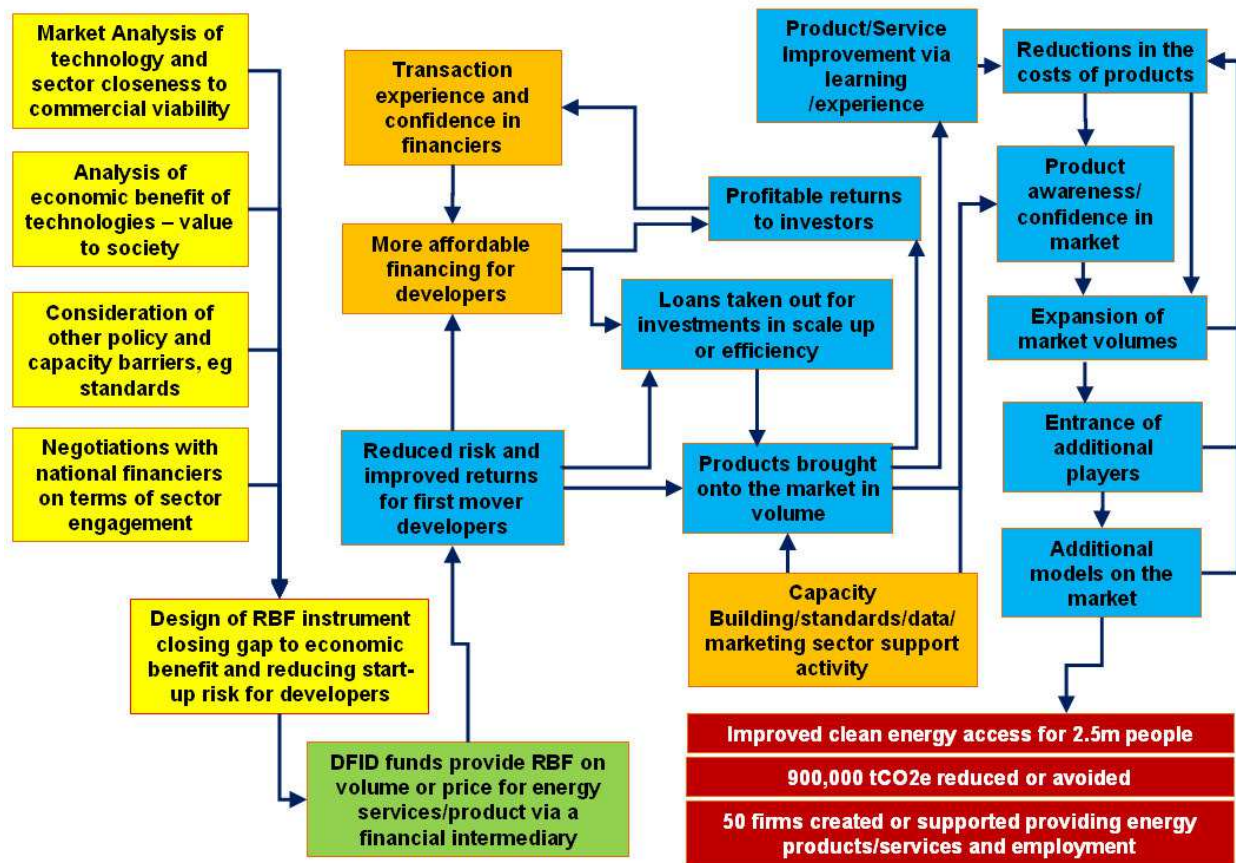 Market Analysis of
technology and
sector closeness to
commercial viability
Analysis of
economic benefit of
technologies – value
to society
Consideration of
other policy and
capacity barriers, eg
standards
Negotiations with
national financiers
on terms of sector
engagement
Design of RBF instrument
closing gap to economic
benefit and reducing start-
up risk for developers
DFID funds provide RBF on
volume or price for energy
services/product via a
financial intermediary
Transaction
experience and
confidence in
financiers
More affordable
financing for
developers
Reduced risk and
improved returns
for first mover
developers
Profitable returns
to investors
Loans taken out for
investments in scale up
or efficiency
Products brought
onto the market in
volume
Capacity
Building/standards/data/
marketing sector support
activity
Product/Service
Improvement via
learning
/experience
Reductions in the
costs of products
Product
awareness/
confidence in
market
Expansion of
market volumes
Entrance of
additional
players
Additional
models on the
market
Improved clean energy access for 2.5m people
900,000 tCO2e reduced or avoided
50 firms created or supported providing energy
products/services and employment